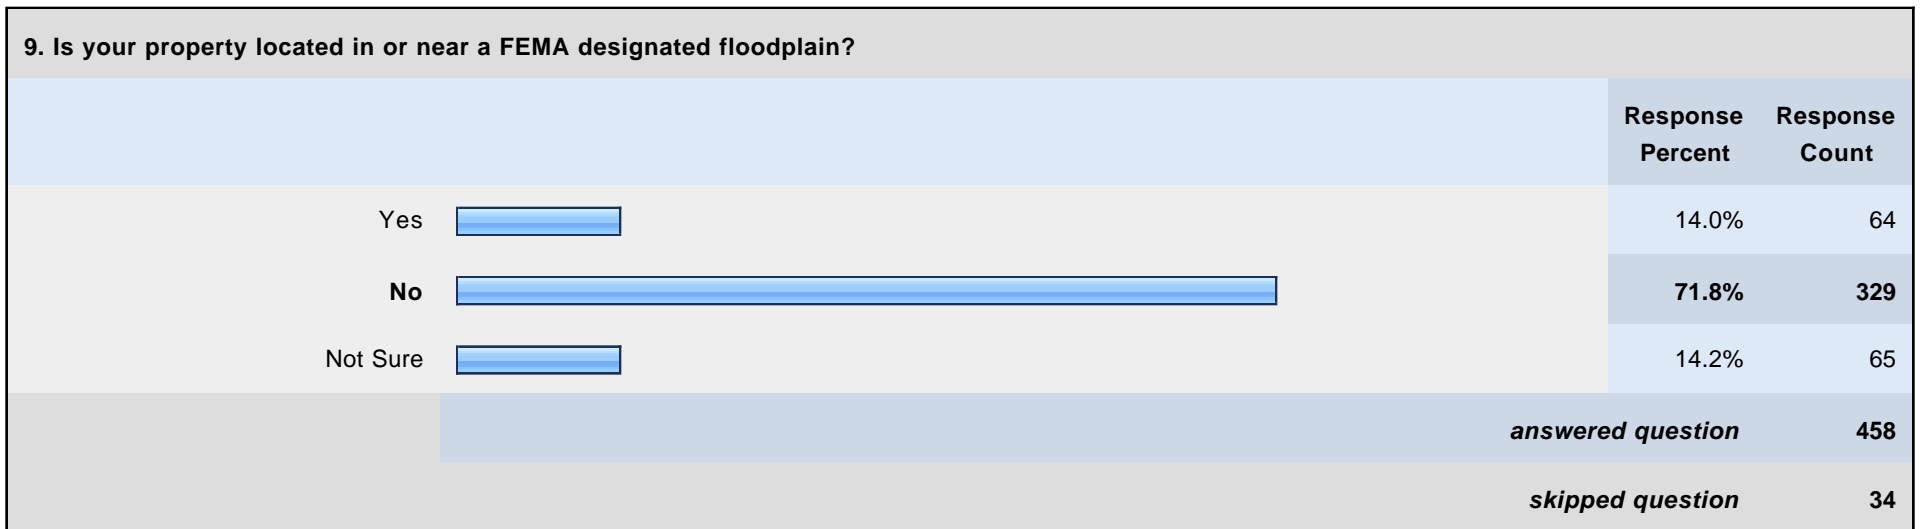 9. Is your property located in or near a FEMA designated floodplain?
Response Percent Response Count
Yes 14.0% 64
No 71.8% 329
Not Sure 14.2% 65
answered question 458
skipped question 34